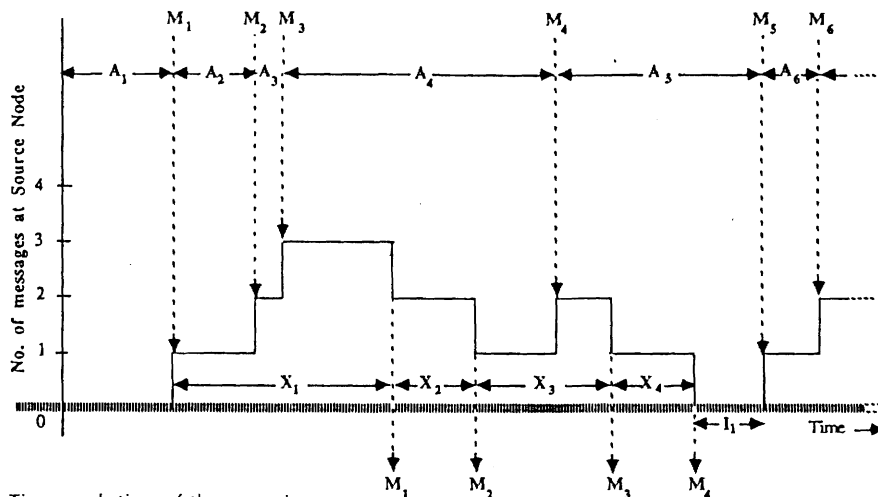 M1 M2 M3 M4 M5 M6
A1 A2 A3 A4 A5 A6
No. of messages at Source Node
4
3
2
1
0
X1 X2 X3 X4
I1 Time
M1 M2 M3 M4